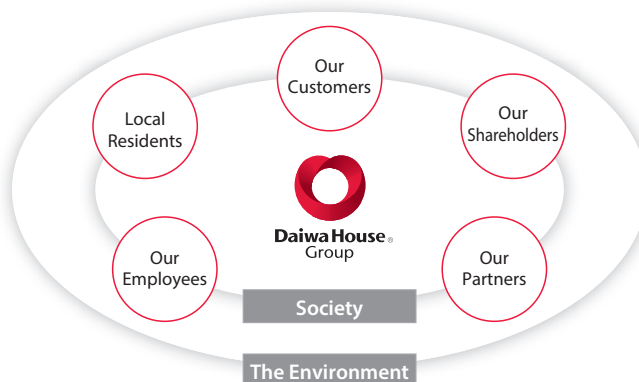 Our
Customers
Local
Residents
Our
Shareholders
Daiwa House®
Group
Our
Employees
Our
Partners
Society
The Environment